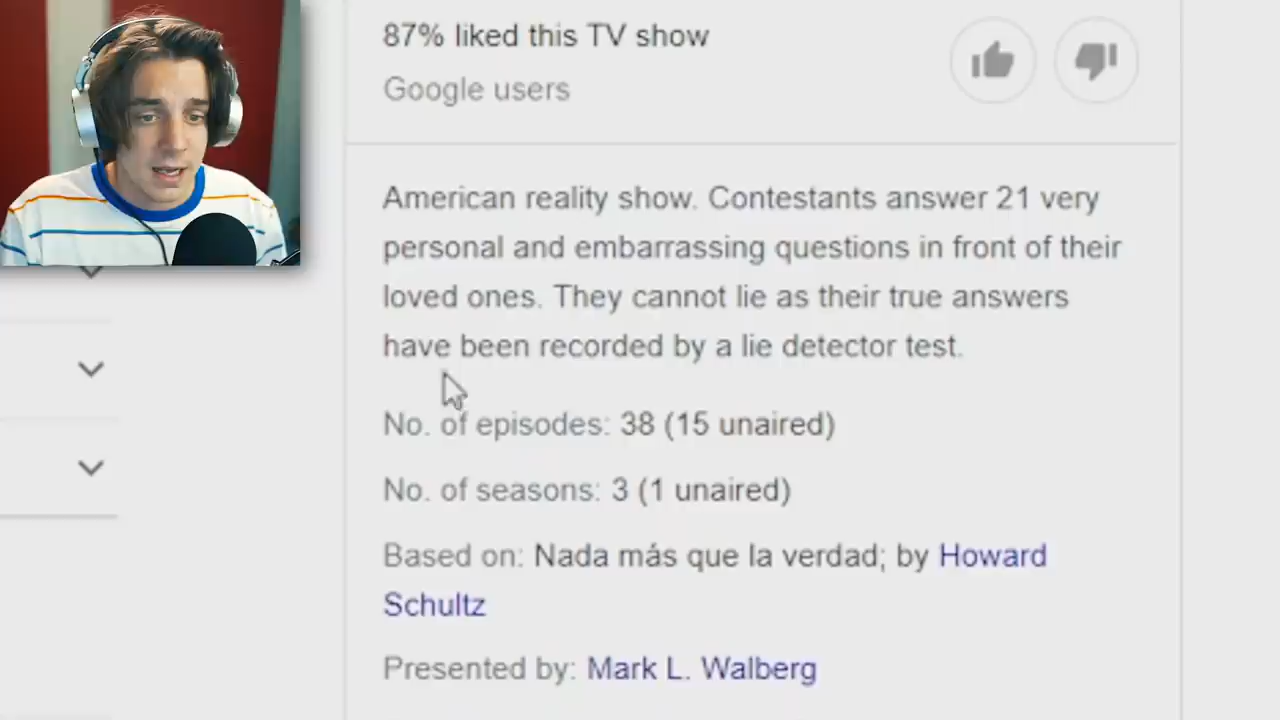 87% liked this TV show
Google users
American reality show. Contestants answer 21 very
personal and embarrassing questions in front of their
loved ones. They cannot lie as their true answers
have been recorded by a lie detector test.
No. of episodes: 38 (15 unaired)
No. of seasons: 3 (1 unaired)
Based on: Nada más que la verdad; by Howard
Schultz
Presented by: Mark L. Walberg